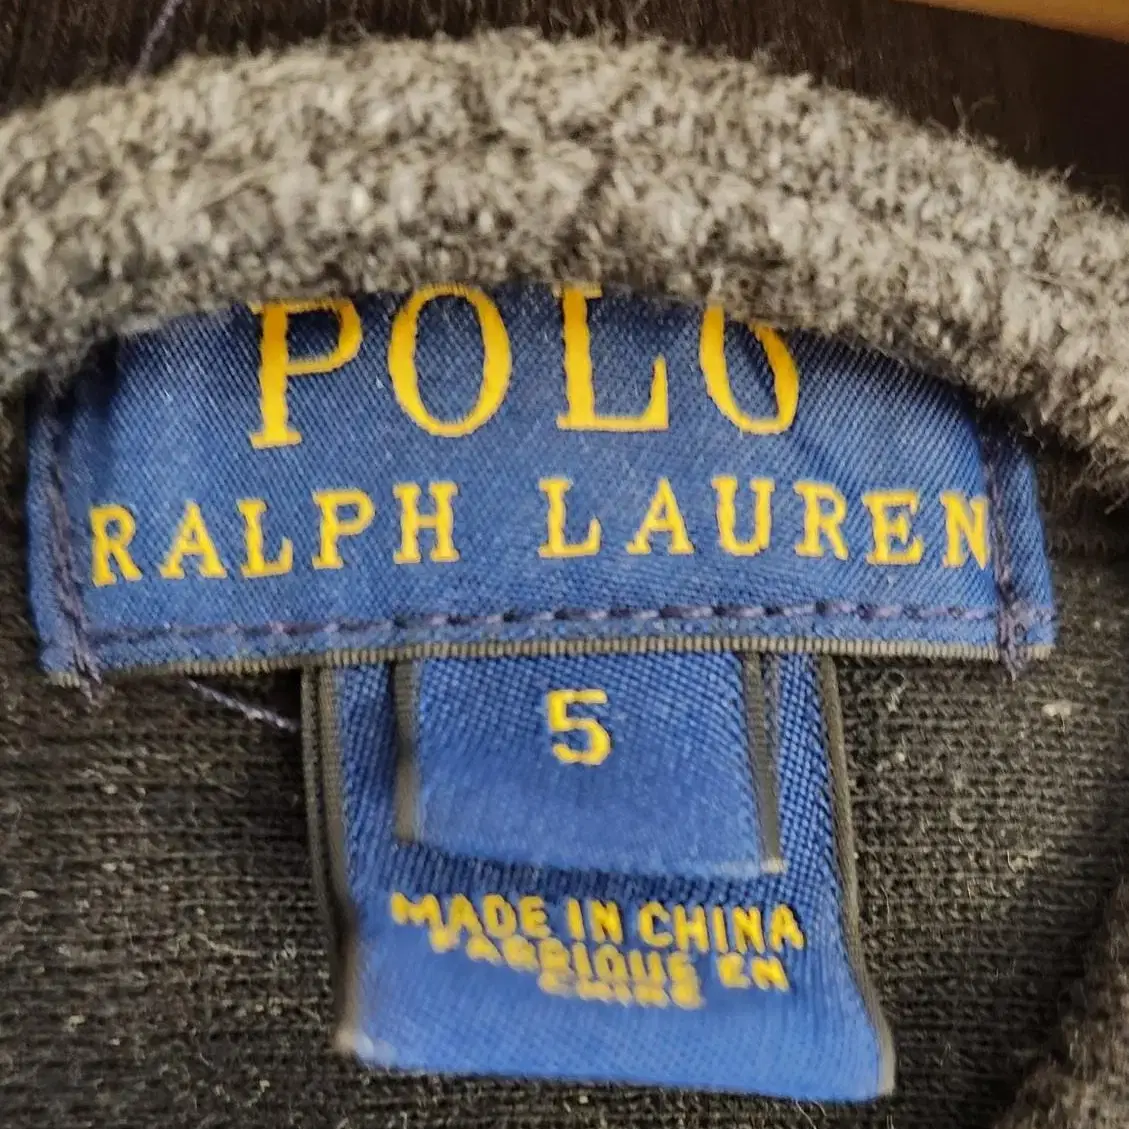 POLO
RALPH LAUREN
5
MADE IN CHINA
FABRIQUE EN
CHINE